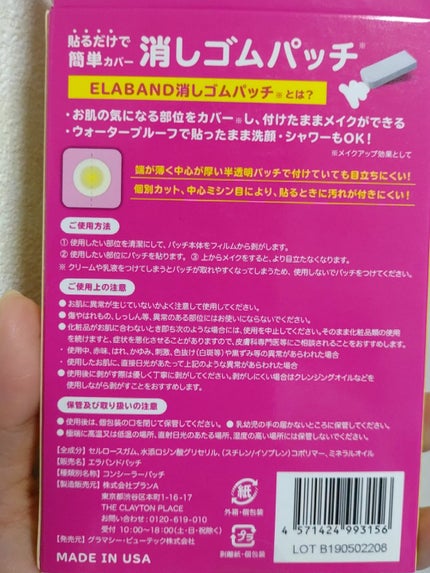 貼るだけで
簡単カバー 消しゴムパッチ※
ELABAND消しゴムパッチ※とは?
・お肌の気になる部位をカバー※し、付けたままメイクができる
・ウォータープルーフで貼ったまま洗顔・シャワーもOK!
※メイクアップ効果として
端が薄く中心が厚い半透明パッチで付けていても目立ちにくい!
個別カット、中心ミシン目により、貼るときに汚れが付きにくい!
ご使用方法
① 使用したい部位を清潔にして、パッチ本体をフィルムから剥がします。
② 使用したい部位にパッチを貼ります。 ③ 上からメイクをすると、より目立たなくなります。
※ クリームや乳液をつけてしまうとパッチが取れやすくなってしまうため、使用しないでパッチをつけてください。
ご使用上の注意
● お肌に異常が生じていないかよく注意して使用してください。
● 傷やはれもの、しっしん等、異常のある部位にはお使いにならないでください。
● 化粧品がお肌に合わないとき即ち次のような場合には、使用を中止してください。そのまま化粧品類の使用
を続けますと、症状を悪化させることがありますので、皮膚科専門医等にご相談されることをおすすめします。
・使用中、赤味、はれ、かゆみ、刺激、色抜け(白斑等)や黒ずみ等の異常があらわれた場合
・使用したお肌に、直接日光があたって上記のような異常があらわれた場合
● 使用後に剥がす際は優しく丁寧に剥がしてください。剥がしにくい場合はクレンジングオイルなどを
使用しながら剥がすことをおすすめします。
保管及び取り扱いの注意
● 使用後は、個包装の口を閉じて保管してください。 ● 乳幼児の手の届かないところに保管してください。
● 極端に高温又は低温の場所、直射日光のあたる場所、湿度の高い場所には保管しないでください。
[全成分] セルロースガム、水添ロジン酸グリセリル、(スチレン/イソプレン)コポリマー、ミネラルオイル
[販売名] エラバンドパッチ
[種類別名称] コンシーラーパッチ
[製造販売元] 株式会社プランA
東京都渋谷区本町1-16-17
THE CLAYTON PLACE
お問い合わせ:0120-619-010
受付 10:00~18:00(土・日・祝除く)
[発売元] グラマシー・ビューテック株式会社
MADE IN USA
紙
外箱・個包装
プラ
剥離紙・個包装
4 571424 993156
LOT B190502208